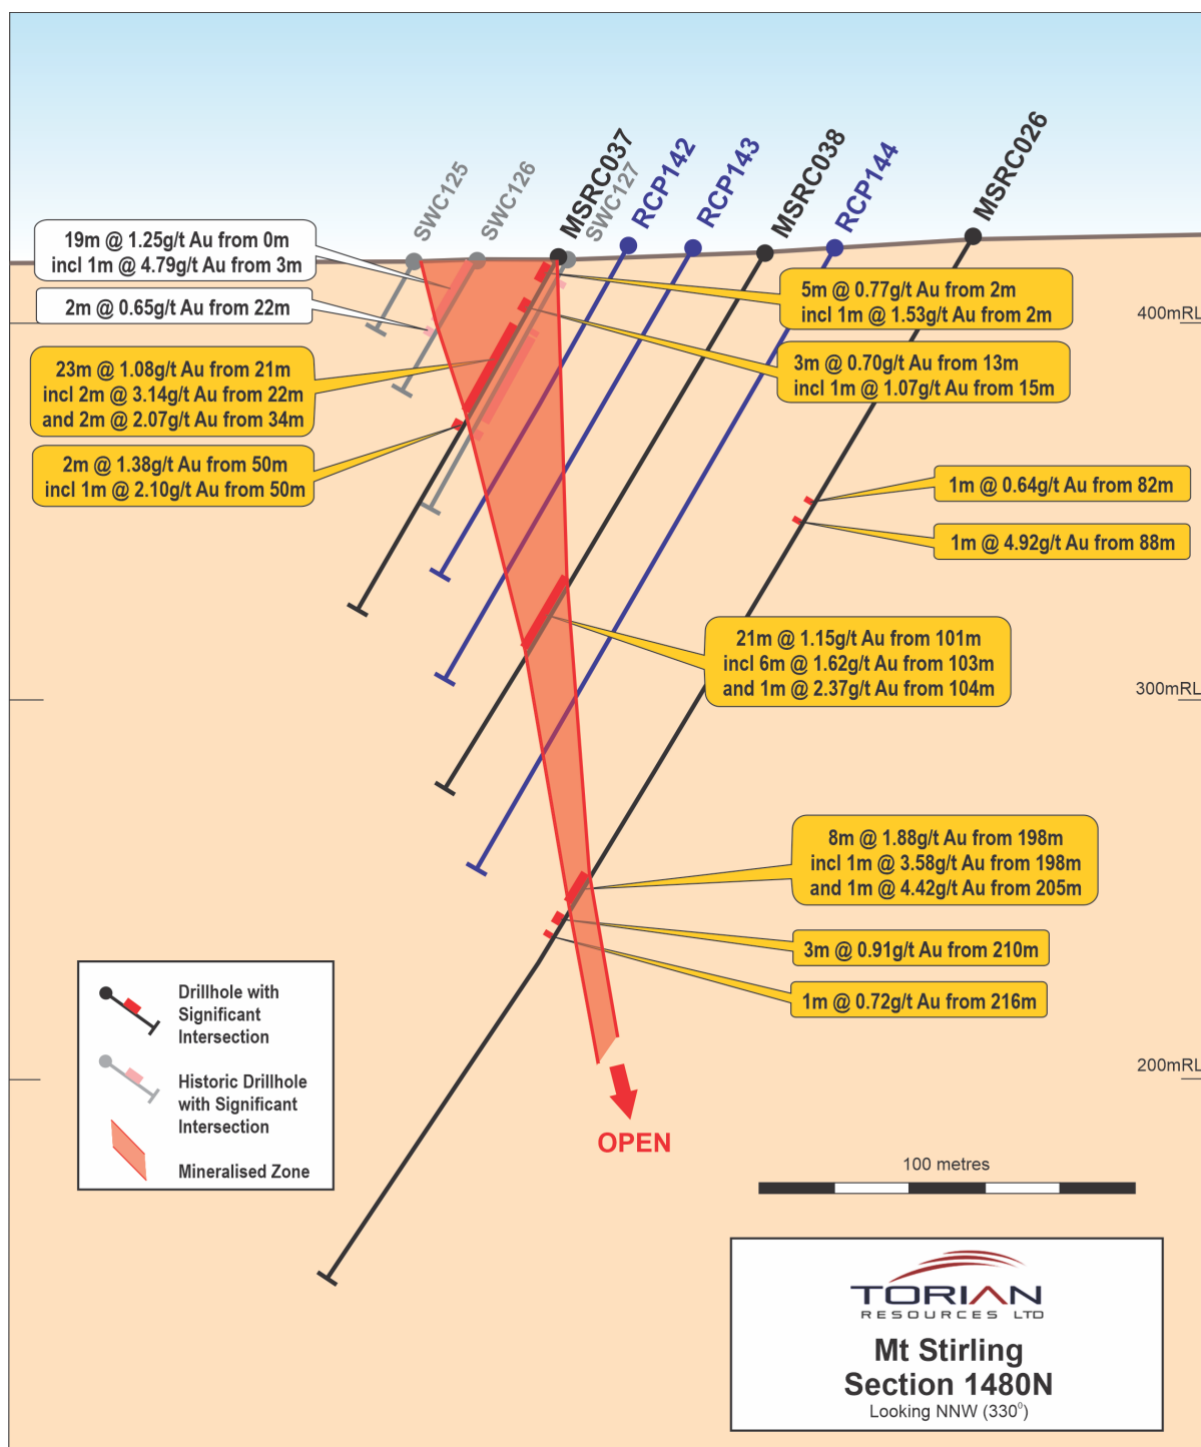 SWC125
SWC126
MSRC037
SWC127
RCP142
RCP143
MSRC038
RCP144
MSRC026
19m @ 1.25g/t Au from 0m
incl 1m @ 4.79g/t Au from 3m
2m @ 0.65g/t Au from 22m
23m @ 1.08g/t Au from 21m
incl 2m @ 3.14g/t Au from 22m
and 2m @ 2.07g/t Au from 34m
2m @ 1.38g/t Au from 50m
incl 1m @ 2.10g/t Au from 50m
5m @ 0.77g/t Au from 2m
incl 1m @ 1.53g/t Au from 2m
400mRL
3m @ 0.70g/t Au from 13m
incl 1m @ 1.07g/t Au from 15m
1m @ 0.64g/t Au from 82m
1m @ 4.92g/t Au from 88m
21m @ 1.15g/t Au from 101m
incl 6m @ 1.62g/t Au from 103m
and 1m @ 2.37g/t Au from 104m
300mRL
8m @ 1.88g/t Au from 198m
incl 1m @ 3.58g/t Au from 198m
and 1m @ 4.42g/t Au from 205m
3m @ 0.91g/t Au from 210m
1m @ 0.72g/t Au from 216m
200mRL
OPEN
Drillhole with
Significant
Intersection
Historic Drillhole
with Significant
Intersection
Mineralised Zone
100 metres
TORIAN
RESOURCES LTD
Mt Stirling
Section 1480N
Looking NNW (330⁰)